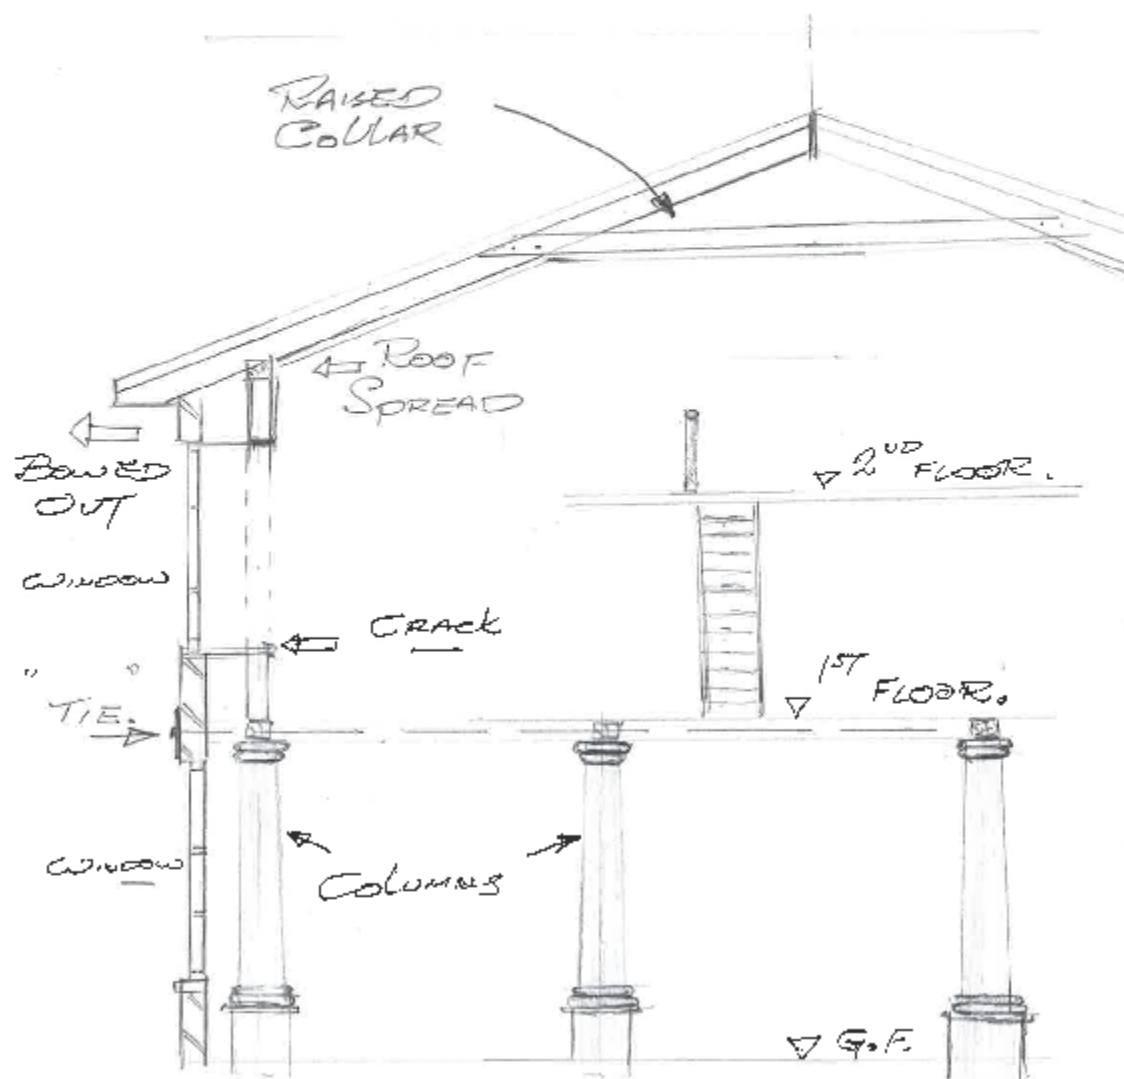 RAISED
COLLAR
ROOF
SPREAD
BOWED
OUT
2ND
FLOOR.
WINDOW
CRACK
" "
1ST
FLOOR.
TIE.
WINDOW
COLUMNS
G.F.